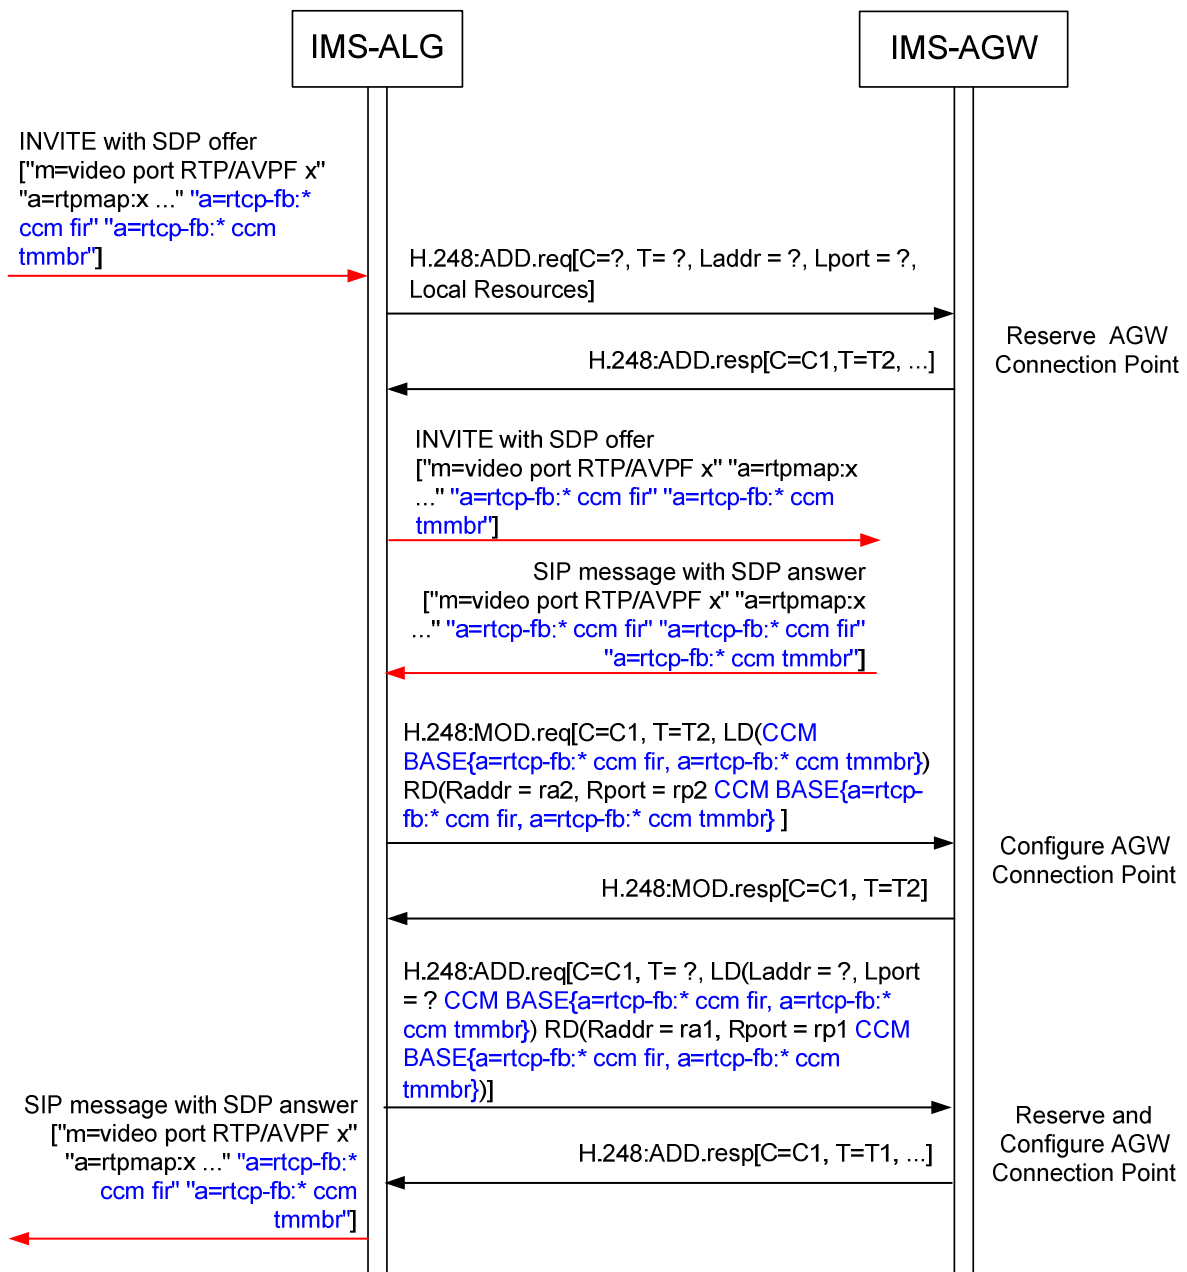 IMS-ALG
IMS-AGW
INVITE with SDP offer
["m=video port RTP/AVPF x"
"a=rtpmap:x ..." "a=rtcp-fb:*
ccm fir" "a=rtcp-fb:* ccm
tmmbr"]
H.248:ADD.req[C=?, T= ?, Laddr = ?, Lport = ?,
Local Resources]
Reserve AGW
Connection Point
H.248:ADD.resp[C=C1,T=T2, ...]
INVITE with SDP offer
["m=video port RTP/AVPF x" "a=rtpmap:x
..." "a=rtcp-fb:* ccm fir" "a=rtcp-fb:* ccm
tmmbr"]
SIP message with SDP answer
["m=video port RTP/AVPF x" "a=rtpmap:x
..." "a=rtcp-fb:* ccm fir" "a=rtcp-fb:* ccm fir"
"a=rtcp-fb:* ccm tmmbr"]
H.248:MOD.req[C=C1, T=T2, LD(CCM
BASE{a=rtcp-fb:* ccm fir, a=rtcp-fb:* ccm tmmbr})
RD(Raddr = ra2, Rport = rp2 CCM BASE{a=rtcp-
fb:* ccm fir, a=rtcp-fb:* ccm tmmbr} ]
Configure AGW
Connection Point
H.248:MOD.resp[C=C1, T=T2]
H.248:ADD.req[C=C1, T= ?, LD(Laddr = ?, Lport
= ? CCM BASE{a=rtcp-fb:* ccm fir, a=rtcp-fb:*
ccm tmmbr}) RD(Raddr = ra1, Rport = rp1 CCM
BASE{a=rtcp-fb:* ccm fir, a=rtcp-fb:* ccm
tmmbr})]
Reserve and
Configure AGW
Connection Point
H.248:ADD.resp[C=C1, T=T1, ...]
SIP message with SDP answer
["m=video port RTP/AVPF x"
"a=rtpmap:x ..." "a=rtcp-fb:*
ccm fir" "a=rtcp-fb:* ccm
tmmbr"]